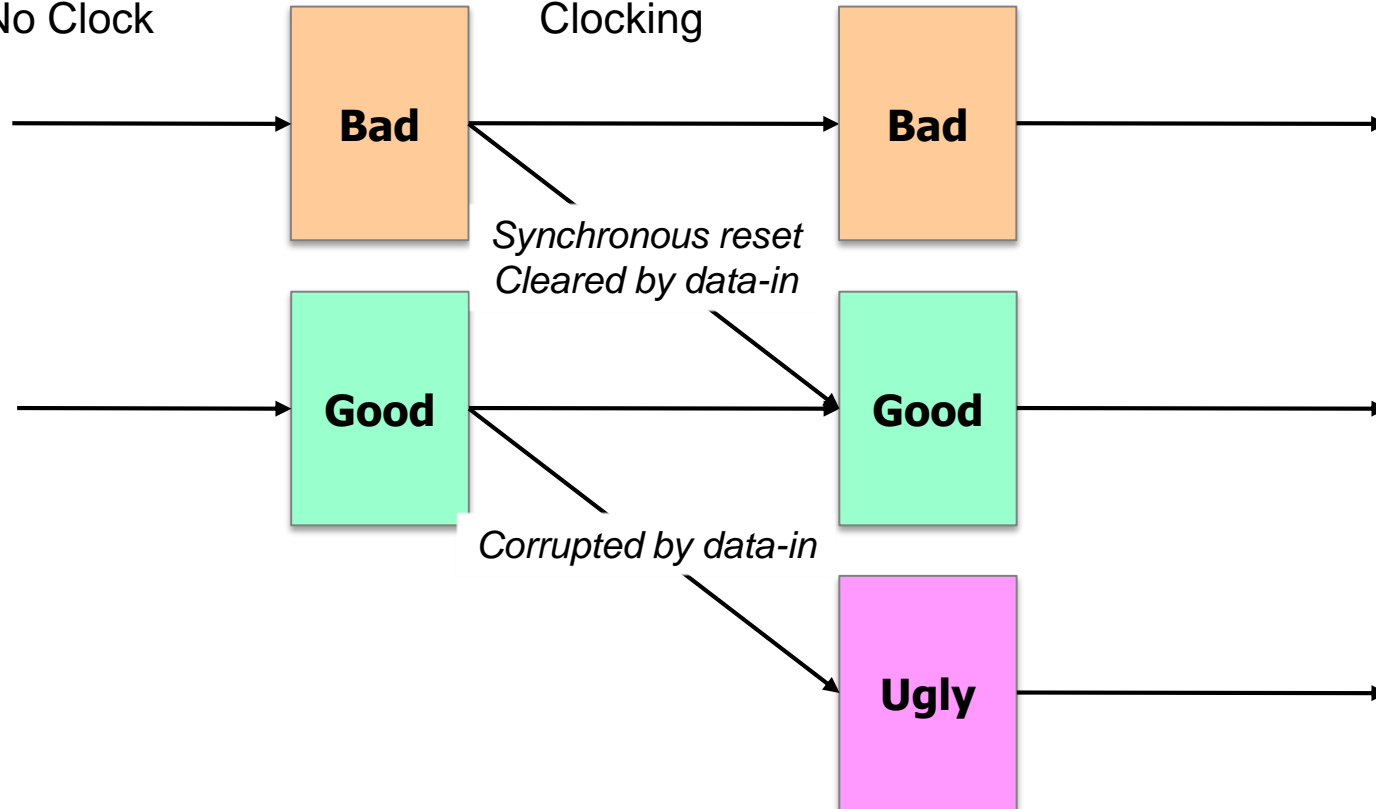 No Clock
Clocking
Bad
Bad
Synchronous reset
Cleared by data-in
Good
Good
Corrupted by data-in
Ugly